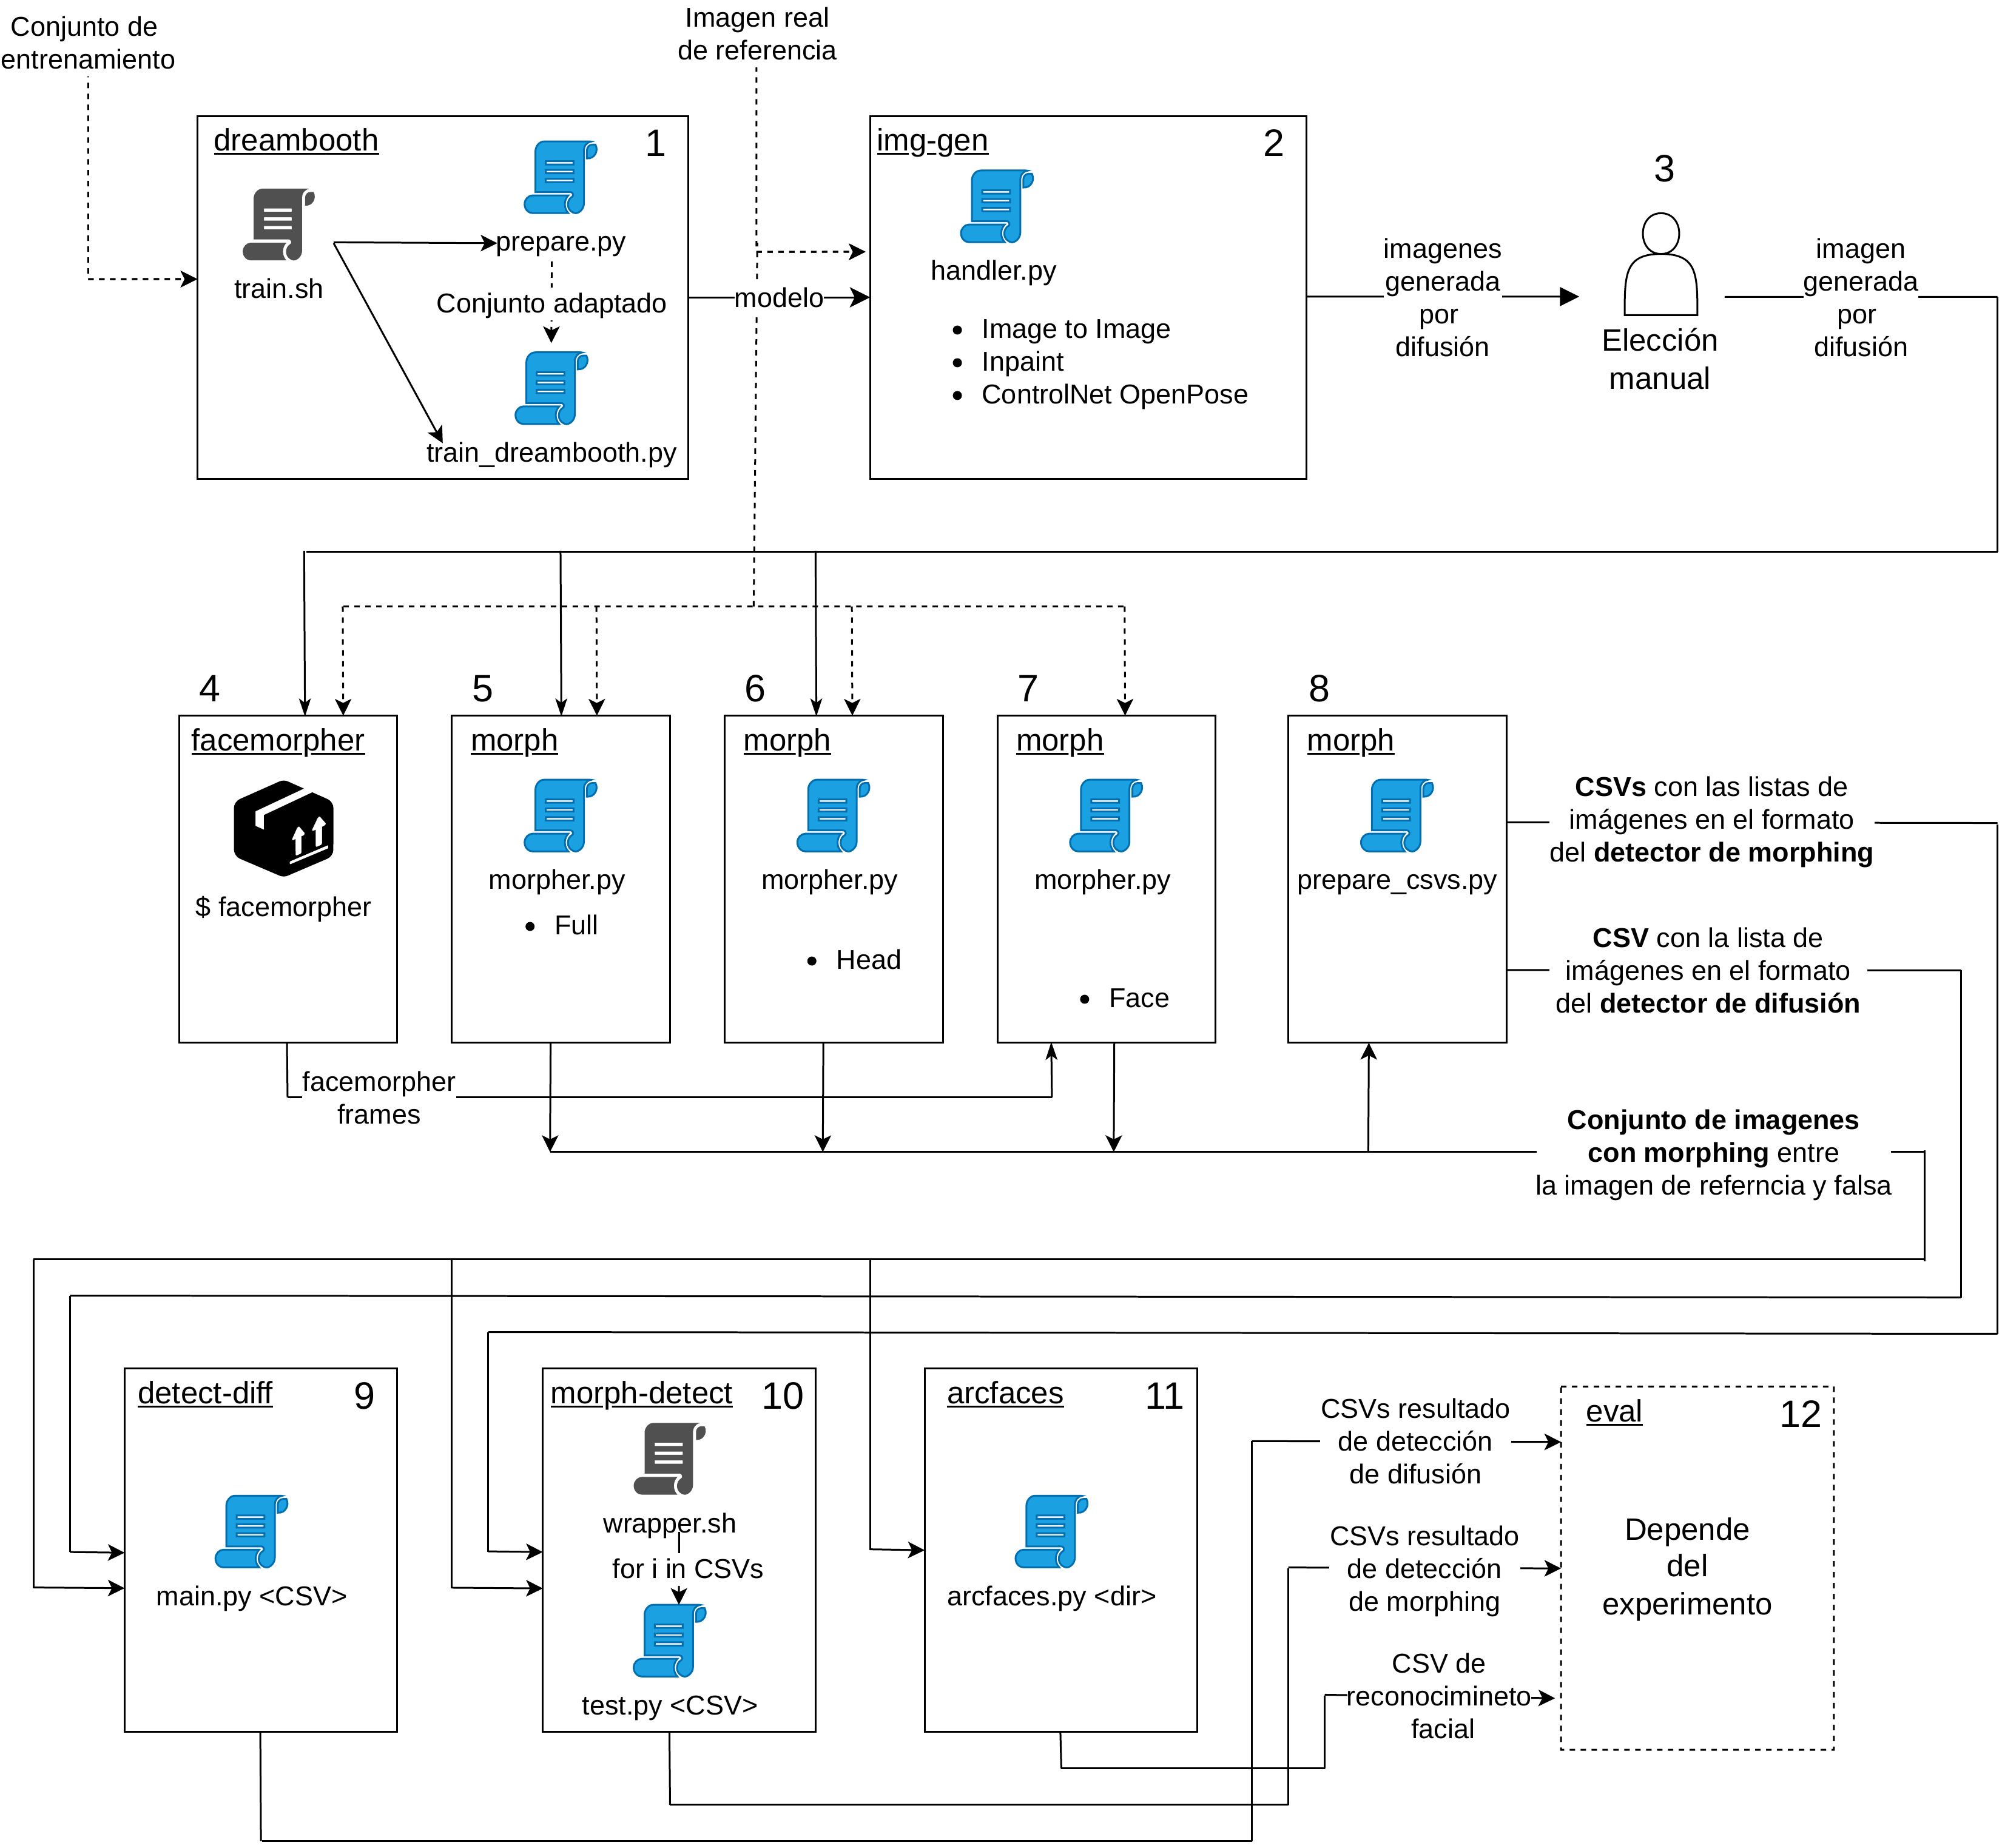 Conjunto de
entrenamiento
Imagen real
de referencia
dreambooth
1
train.sh
prepare.py
Conjunto adaptado
train_dreambooth.py
modelo
img-gen
2
handler.py
• Image to Image
• Inpaint
• ControlNet OpenPose
imagenes
generada
por
difusión
3
Elección
manual
imagen
generada
por
difusión
4
facemorpher
$ facemorpher
5
morph
morpher.py
• Full
6
morph
morpher.py
• Head
7
morph
morpher.py
• Face
8
morph
prepare_csvs.py
CSVs con las listas de
imágenes en el formato
del detector de morphing
CSV con la lista de
imágenes en el formato
del detector de difusión
facemorpher
frames
Conjunto de imagenes
con morphing entre
la imagen de referncia y falsa
detect-diff
9
main.py <CSV>
morph-detect
10
wrapper.sh
for i in CSVs
test.py <CSV>
arcfaces
11
arcfaces.py <dir>
CSVs resultado
de detección
de difusión
CSVs resultado
de detección
de morphing
CSV de
reconocimineto
facial
eval
12
Depende
del
experimento